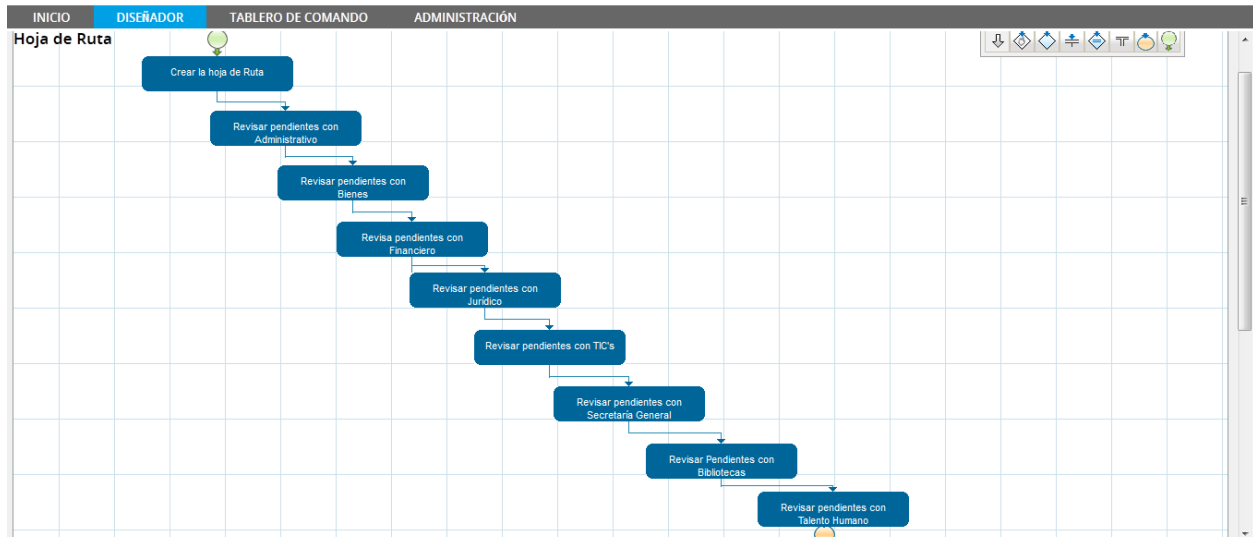 INICIO DISEÑADOR TABLERO DE COMANDO ADMINISTRACIÓN
Hoja de Ruta
Crear la hoja de Ruta
Revisar pendientes con
Administrativo
Revisar pendientes con
Bienes
Revisa pendientes con
Financiero
Revisar pendientes con
Jurídico
Revisar pendientes con TIC's
Revisar pendientes con
Secretaría General
Revisar Pendientes con
Bibliotecas
Revisar pendientes con
Talento Humano